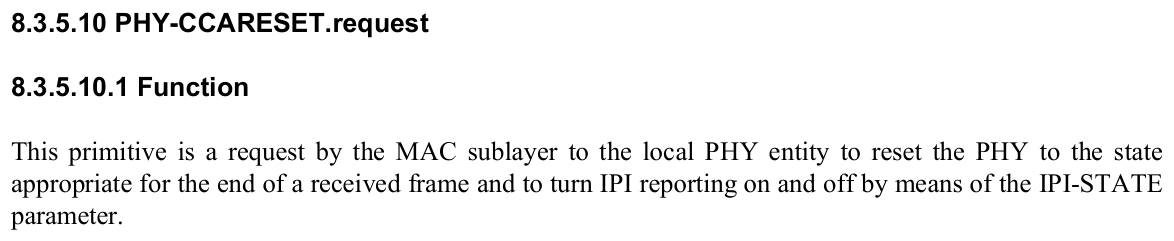 8.3.5.10 PHY-CCARESET.request
8.3.5.10.1 Function
This primitive is a request by the MAC sublayer to the local PHY entity to reset the PHY to the state
appropriate for the end of a received frame and to turn IPI reporting on and off by means of the IPI-STATE
parameter.